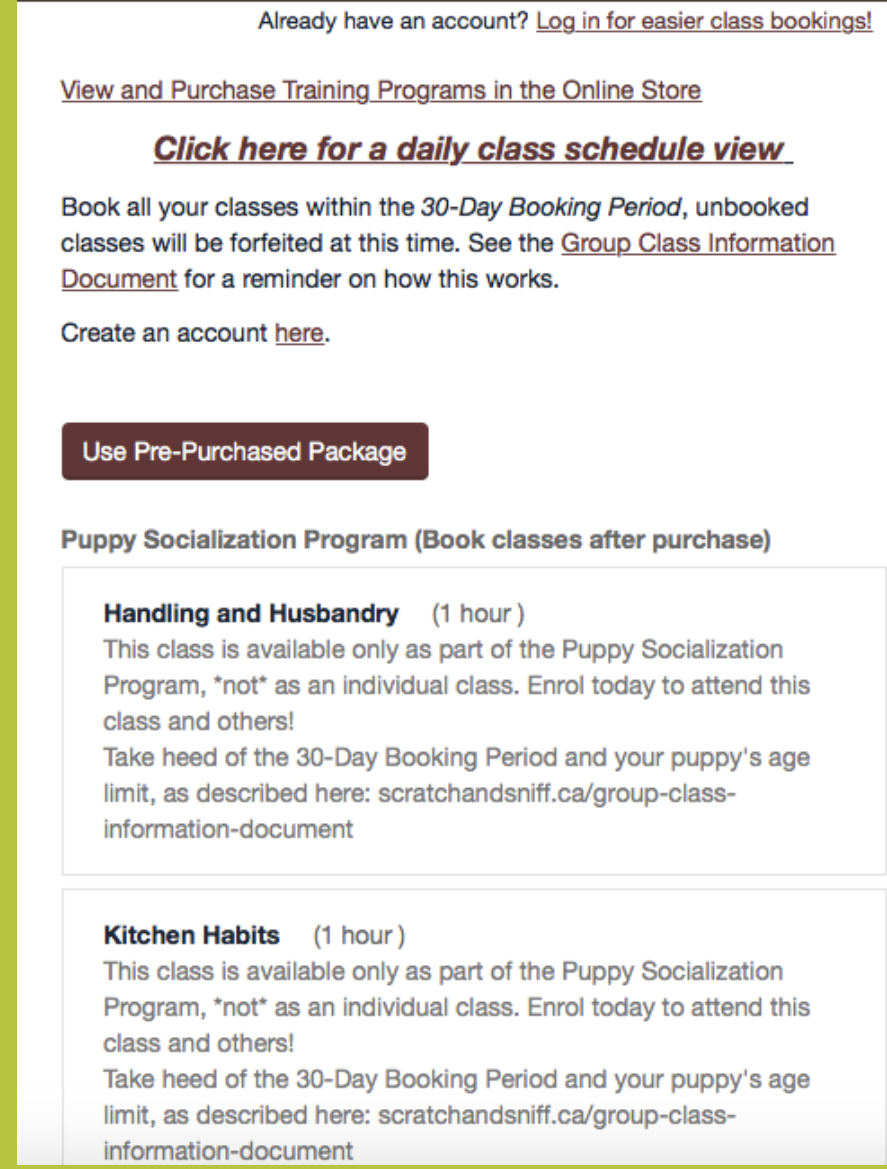 Already have an account? Log in for easier class bookings!
View and Purchase Training Programs in the Online Store
Click here for a daily class schedule view
Book all your classes within the 30-Day Booking Period, unbooked
classes will be forfeited at this time. See the Group Class Information
Document for a reminder on how this works.
Create an account here.
Use Pre-Purchased Package
Puppy Socialization Program (Book classes after purchase)
Handling and Husbandry (1 hour )
This class is available only as part of the Puppy Socialization
Program, *not* as an individual class. Enrol today to attend this
class and others!
Take heed of the 30-Day Booking Period and your puppy's age
limit, as described here: scratchandsniff.ca/group-class-
information-document
Kitchen Habits (1 hour )
This class is available only as part of the Puppy Socialization
Program, *not* as an individual class. Enrol today to attend this
class and others!
Take heed of the 30-Day Booking Period and your puppy's age
limit, as described here: scratchandsniff.ca/group-class-
information-document